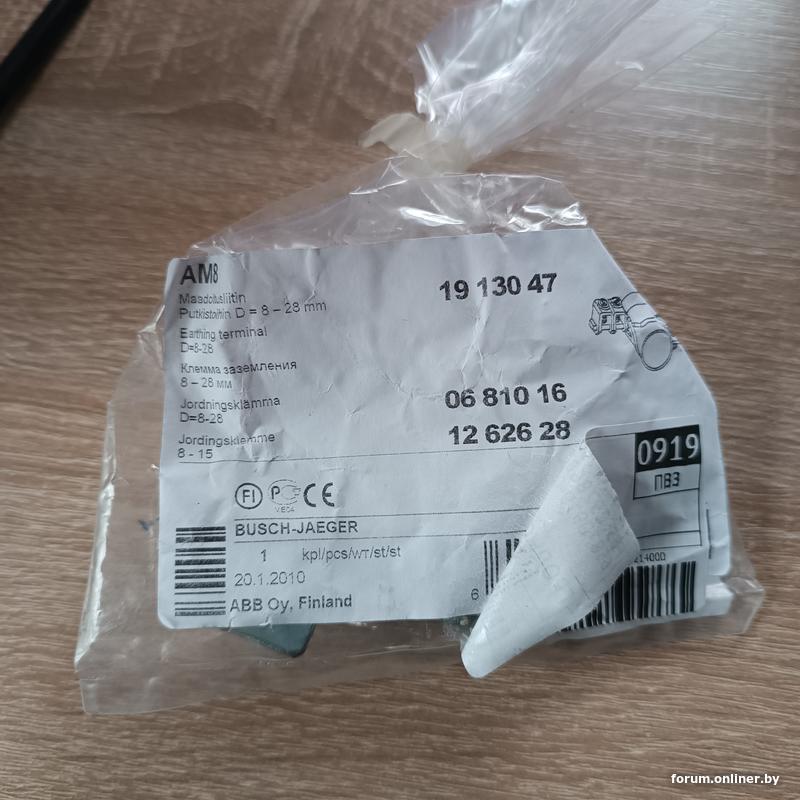 AM8
Maadoitusliitin
Putkistoihin D = 8 – 28 mm
19 130 47
Earthing terminal
D=8-28
Клемма заземления
8 – 28 мм
Jordningsklämma
D=8-28
06 810 16
Jordingsklemme
8 - 15
12 626 28
0919
ПВЗ
FI
CE
BUSCH-JAEGER
1 kpl/pcs/шт/st/st
20.1.2010
ABB Oy, Finland
6
forum.onliner.by